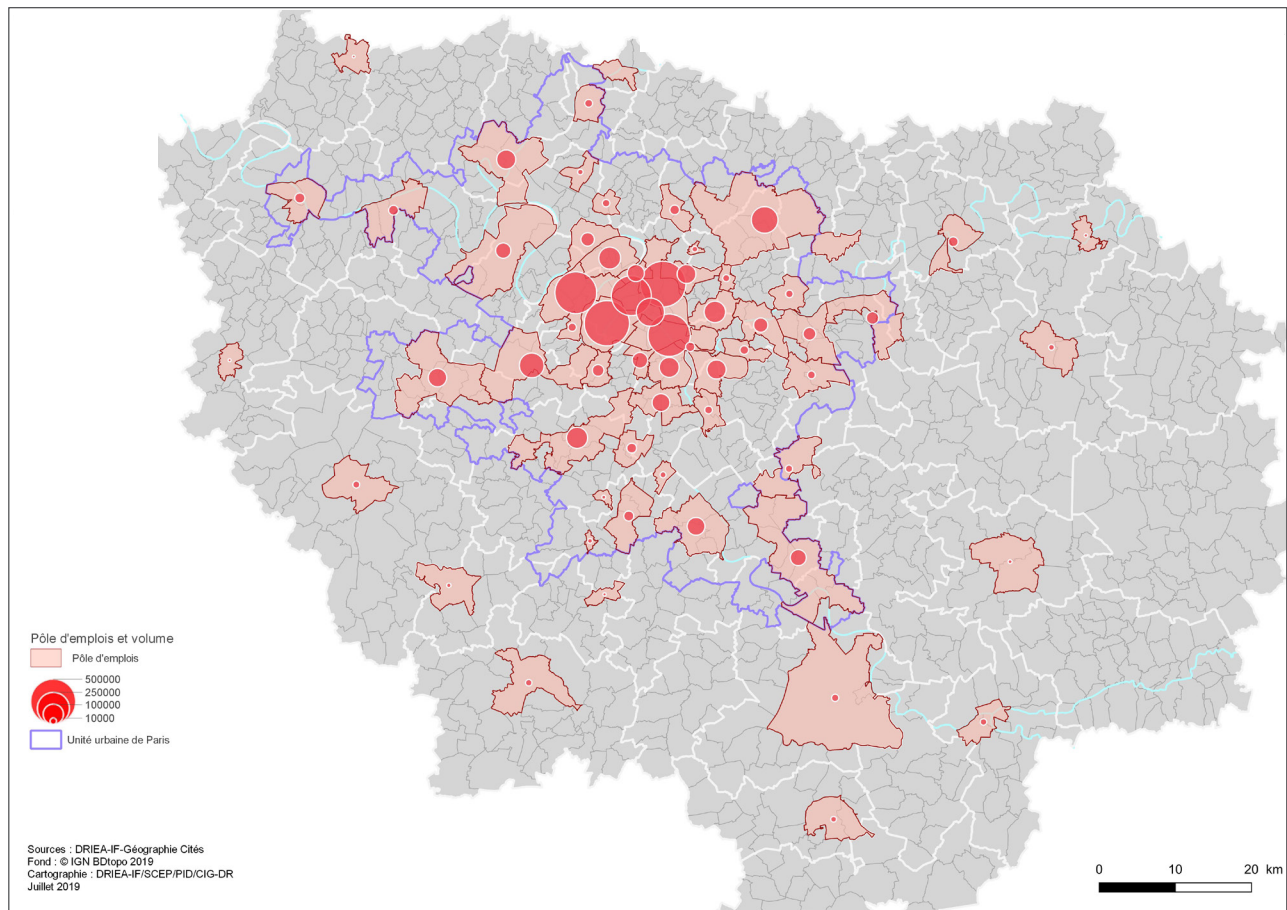 Pôle d'emplois et volume
Pôle d'emplois
500000
250000
100000
10000
Unité urbaine de Paris
Sources : DRIEA-IF-Géographie Cités
Fond : © IGN BDtopo 2019
Cartographie : DRIEA-IF/SCEP/PID/CIG-DR
Juillet 2019
0 10 20 km